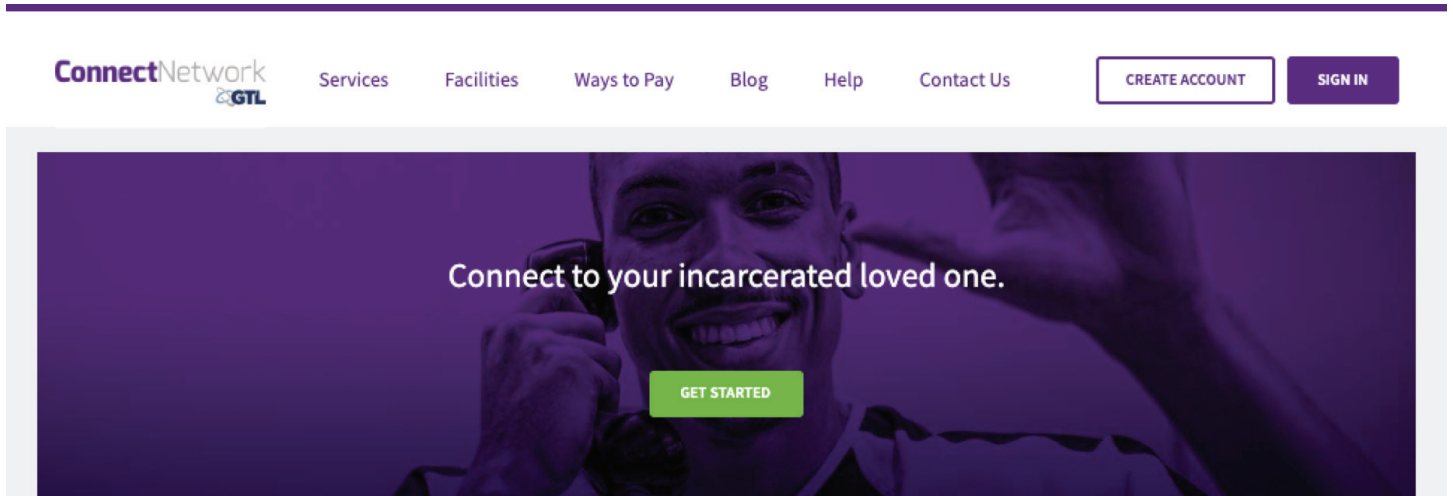 ConnectNetwork
GTL
Services Facilities Ways to Pay Blog Help Contact Us CREATE ACCOUNT SIGN IN
Connect to your incarcerated loved one.
GET STARTED